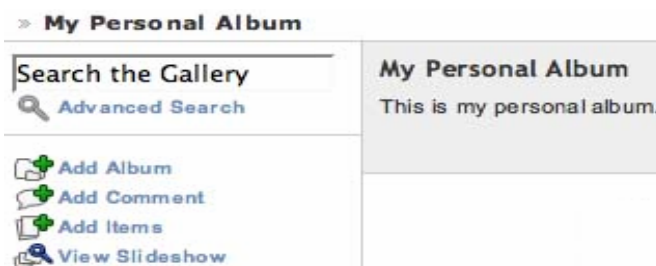 » My Personal Album
Search the Gallery
Advanced Search
Add Album
Add Comment
Add Items
View Slideshow
My Personal Album
This is my personal album.